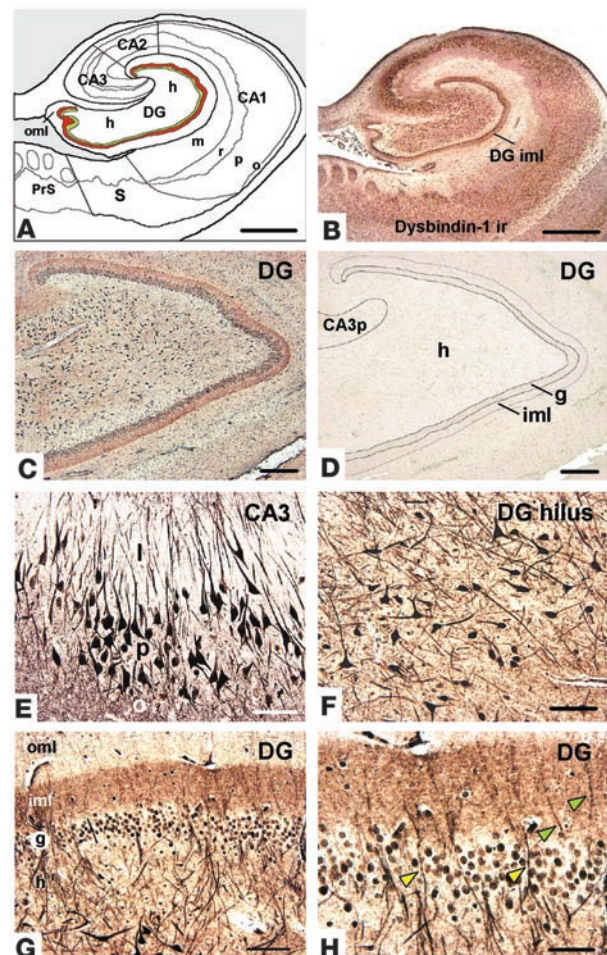 CA2
CA3
CA1
h
DG
h
oml
m
r
p
o
PrS
S
A
DG iml
Dysbindin-1 ir
B
DG
C
DG
CA3p
h
g
iml
D
CA3
l
p
o
E
DG hilus
F
oml
DG
iml
g
h
G
DG
H